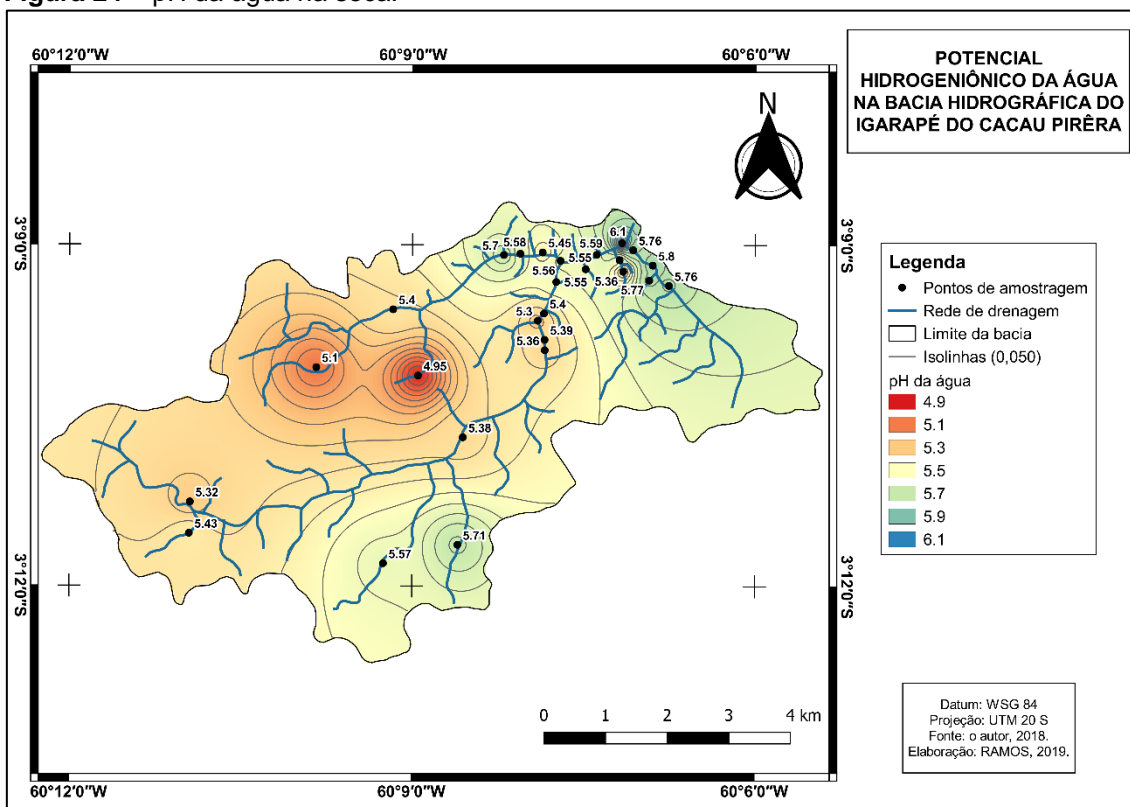 60°12'0"W 60°9'0"W 60°6'0"W
POTENCIAL
HIDROGENIÔNICO DA ÁGUA
NA BACIA HIDROGRÁFICA DO
IGARAPÉ DO CACAU PIRÊRA
N
3°9'0"S
3°9'0"S
6.1
5.76
5.7
5.58
5.45
5.59
5.8
5.55
5.56
5.36
5.76
5.55
5.77
5.4
5.4
5.3
5.39
5.36
5.1
4.95
5.38
5.32
5.43
5.71
5.57
3°12'0"S
3°12'0"S
Legenda
Pontos de amostragem
Rede de drenagem
Limite da bacia
Isolinhas (0,050)
pH da água
4.9
5.1
5.3
5.5
5.7
5.9
6.1
0 1 2 3 4 km
Datum: WSG 84
Projeção: UTM 20 S
Fonte: o autor, 2018.
Elaboração: RAMOS, 2019.
60°12'0"W 60°9'0"W 60°6'0"W